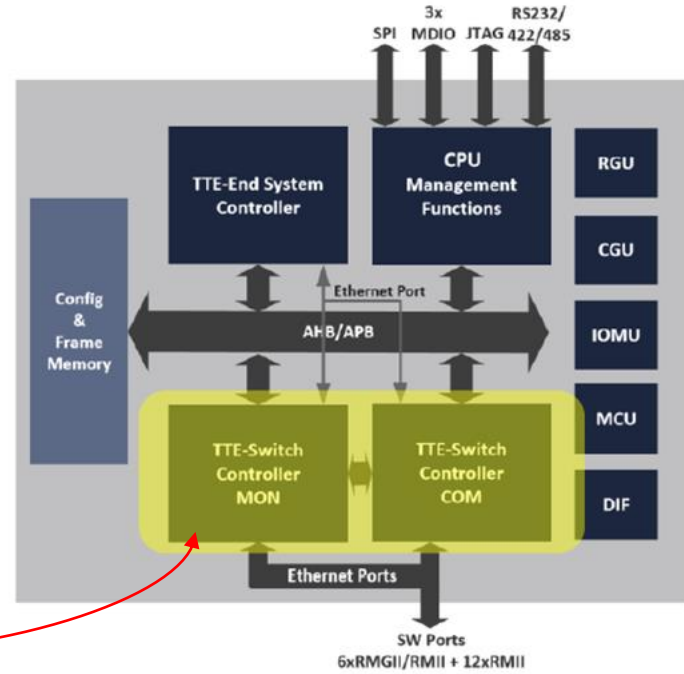 SPI
3x
MDIO
JTAG
RS232/
422/485
TTE-End System
Controller
CPU
Management
Functions
RGU
CGU
Config
&
Frame
Memory
Ethernet Port
AHB/APB
IOMU
TTE-Switch
Controller
MON
TTE-Switch
Controller
COM
MCU
DIF
Ethernet Ports
SW Ports
6xRMGII/RMII + 12xRMII